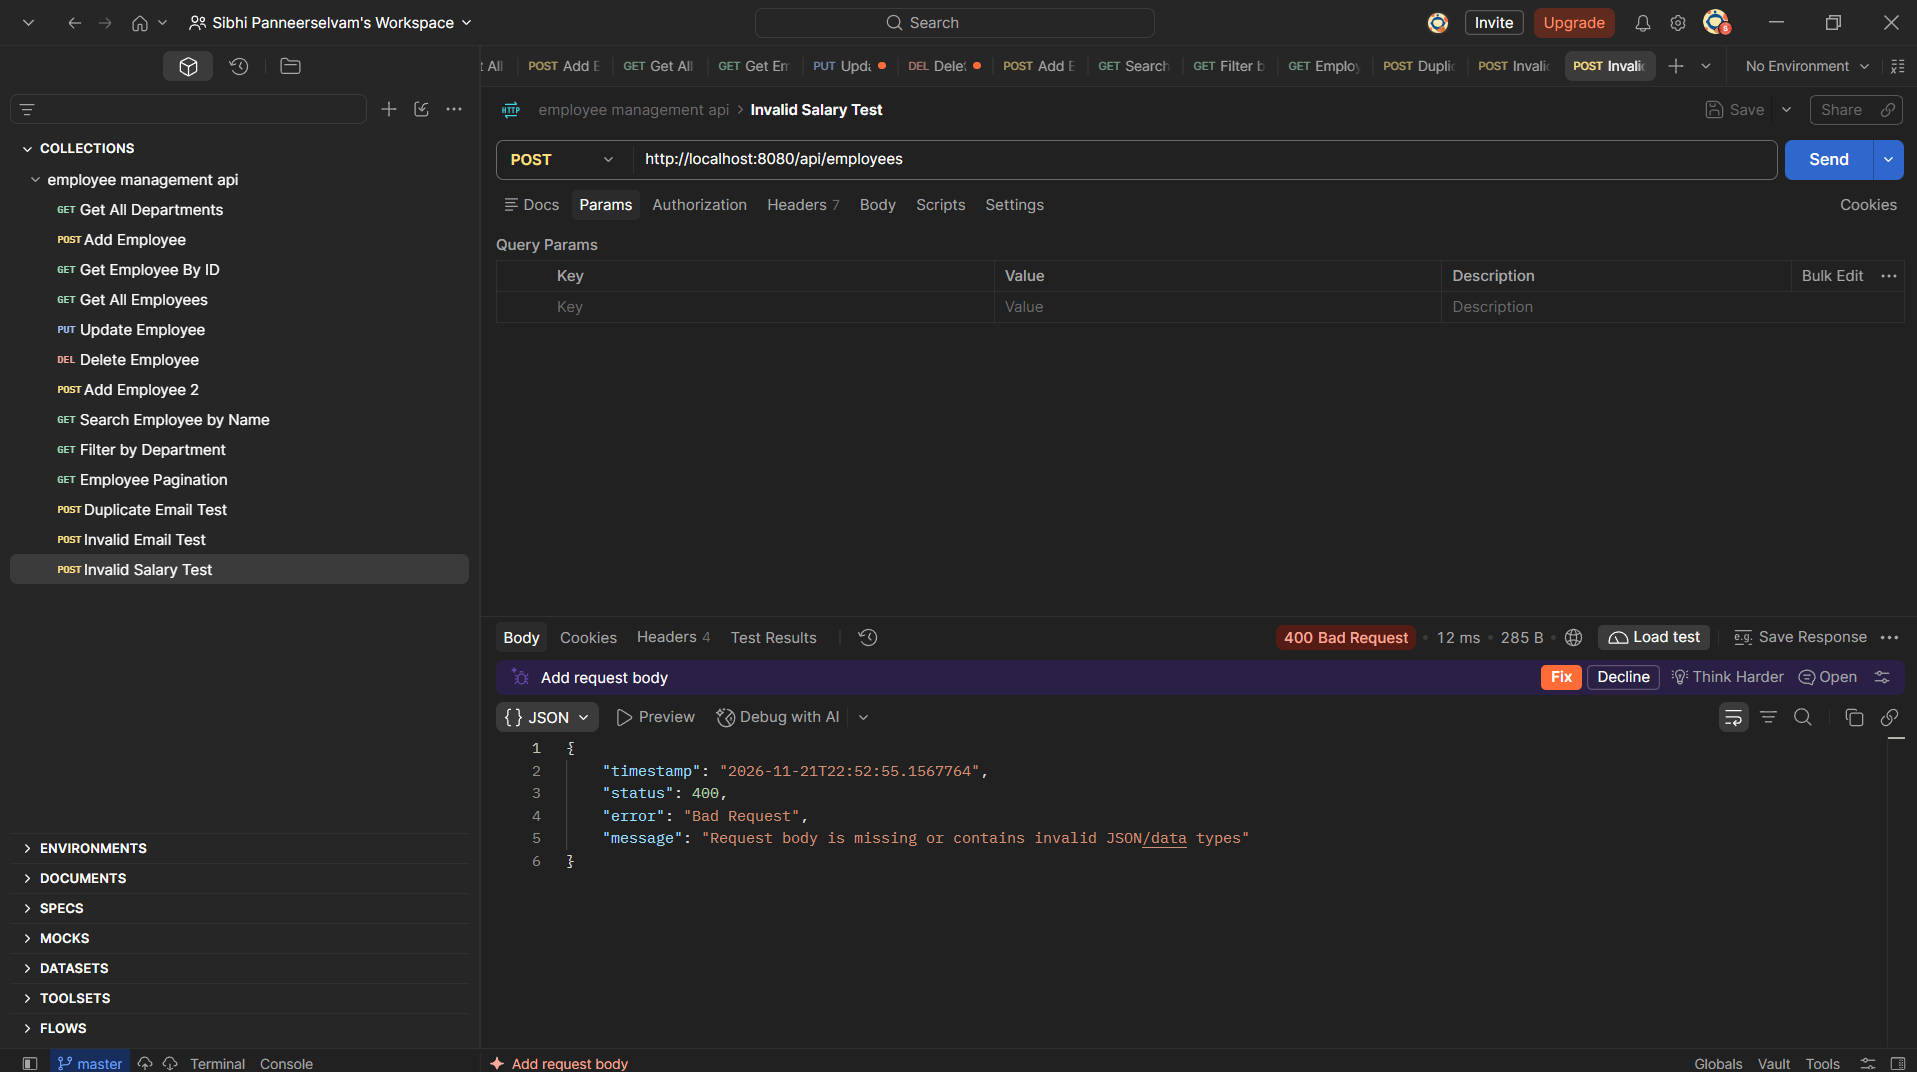 Sibhi Panneerselvam's Workspace
Search
Invite
Upgrade
5
t All
POST Add E
GET Get All
GET Get Em
PUT Upda
DEL Delet
POST Add E
GET Search
GET Filter b
GET Employ
POST Duplic
POST Invalid
POST Invalid
No Environment
COLLECTIONS
employee management api
GET Get All Departments
POST Add Employee
GET Get Employee By ID
GET Get All Employees
PUT Update Employee
DEL Delete Employee
POST Add Employee 2
GET Search Employee by Name
GET Filter by Department
GET Employee Pagination
POST Duplicate Email Test
POST Invalid Email Test
POST Invalid Salary Test
ENVIRONMENTS
DOCUMENTS
SPECS
MOCKS
DATASETS
TOOLSETS
FLOWS
HTTP employee management api > Invalid Salary Test
Save
Share
POST http://localhost:8080/api/employees
Send
Docs Params Authorization Headers 7 Body Scripts Settings
Cookies
Query Params
Key Value Description Bulk Edit
Key Value Description
Body Cookies Headers 4 Test Results
400 Bad Request • 12 ms • 285 B
Load test
e.g. Save Response
Add request body
Fix Decline Think Harder Open
{} JSON Preview Debug with AI
1 {
2 "timestamp": "2026-11-21T22:52:55.1567764",
3 "status": 400,
4 "error": "Bad Request",
5 "message": "Request body is missing or contains invalid JSON/data types"
6 }
master Terminal Console
Add request body
Globals Vault Tools